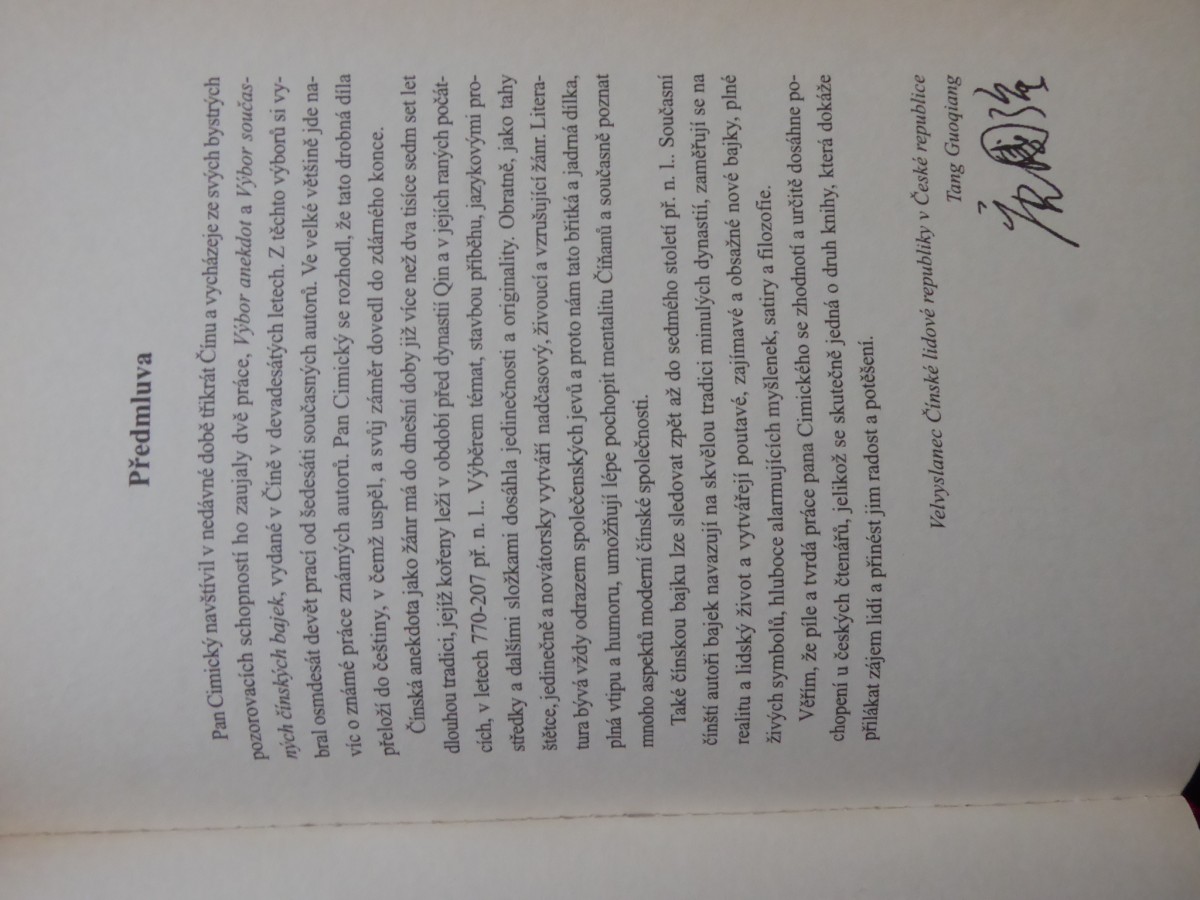 Předmluva
Pan Cimický navštívil v nedávné době třikrát Čínu a vycházeje ze svých bystrých
pozorovacích schopností ho zaujaly dvě práce, Výbor anekdot a Výbor součas-
ných čínských bajek, vydané v Číně v devadesátých letech. Z těchto výborů si vy-
bral osmdesát devět prací od šedesáti současných autorů. Ve velké většině jde na-
víc o známé práce známých autorů. Pan Cimický se rozhodl, že tato drobná díla
přeloží do češtiny, v čemž uspěl, a svůj záměr dovedl do zdárného konce.
Čínská anekdota jako žánr má do dnešní doby již více než dva tisíce sedm set let
dlouhou tradici, jejíž kořeny leží v období před dynastií Qin a v jejích raných počát-
cích, v letech 770-207 př. n. l.. Výběrem témat, stavbou příběhu, jazykovými pro-
středky a dalšími složkami dosáhla jedinečnosti a originality. Obratně, jako tahy
štětce, jedinečně a novátorsky vytváří nadčasový, živoucí a vzrušující žánr. Litera-
tura bývá vždy odrazem společenských jevů a proto nám tato břitká a jadrná dílka,
plná vtipu a humoru, umožňují lépe pochopit mentalitu Číňanů a současně poznat
mnoho aspektů moderní čínské společnosti.
Také čínskou bajku lze sledovat zpět až do sedmého století př. n. l.. Současní
čínští autoři bajek navazují na skvělou tradici minulých dynastií, zaměřují se na
realitu a lidský život a vytvářejí poutavé, zajímavé a obsažné nové bajky, plné
živých symbolů, hluboce alarmujících myšlenek, satiry a filozofie.
Věřím, že píle a tvrdá práce pana Cimického se zhodnotí a určitě dosáhne po-
chopení u českých čtenářů, jelikož se skutečně jedná o druh knihy, která dokáže
přilákat zájem lidí a přinést jim radost a potěšení.
Velvyslanec Čínské lidové republiky v České republice
Tang Guoqiang